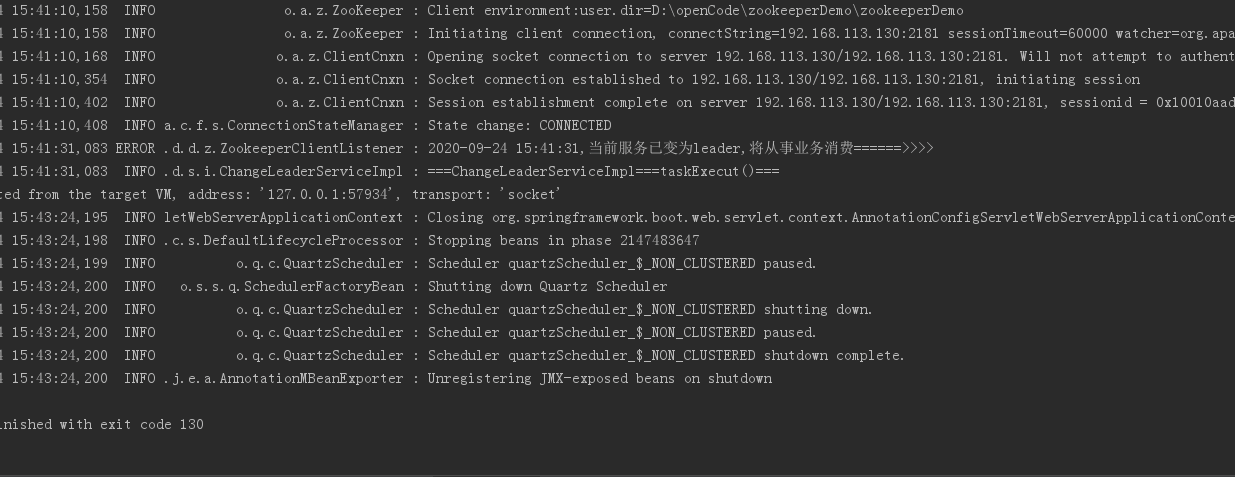 4 15:41:10,158  INFO                o.a.z.ZooKeeper : Client environment:user.dir=D:\openCode\zookeeperDemo\zookeeperDemo
4 15:41:10,158  INFO                o.a.z.ZooKeeper : Initiating client connection, connectString=192.168.113.130:2181 sessionTimeout=60000 watcher=org.apa
4 15:41:10,168  INFO               o.a.z.ClientCnxn : Opening socket connection to server 192.168.113.130/192.168.113.130:2181. Will not attempt to authent
4 15:41:10,354  INFO               o.a.z.ClientCnxn : Socket connection established to 192.168.113.130/192.168.113.130:2181, initiating session
4 15:41:10,402  INFO               o.a.z.ClientCnxn : Session establishment complete on server 192.168.113.130/192.168.113.130:2181, sessionid = 0x10010aad
4 15:41:10,408  INFO a.c.f.s.ConnectionStateManager : State change: CONNECTED
4 15:41:31,083 ERROR .d.d.z.ZookeeperClientListener : 2020-09-24 15:41:31,当前服务已变为leader,将从事业务消费======>>>>
4 15:41:31,083  INFO .d.s.i.ChangeLeaderServiceImpl : ===ChangeLeaderServiceImpl===taskExecut()===
ted from the target VM, address: '127.0.0.1:57934', transport: 'socket'
4 15:43:24,195  INFO letWebServerApplicationContext : Closing org.springframework.boot.web.servlet.context.AnnotationConfigServletWebServerApplicationConte
4 15:43:24,198  INFO .c.s.DefaultLifecycleProcessor : Stopping beans in phase 2147483647
4 15:43:24,199  INFO          o.q.c.QuartzScheduler : Scheduler quartzScheduler_$_NON_CLUSTERED paused.
4 15:43:24,200  INFO   o.s.s.q.SchedulerFactoryBean : Shutting down Quartz Scheduler
4 15:43:24,200  INFO          o.q.c.QuartzScheduler : Scheduler quartzScheduler_$_NON_CLUSTERED shutting down.
4 15:43:24,200  INFO          o.q.c.QuartzScheduler : Scheduler quartzScheduler_$_NON_CLUSTERED paused.
4 15:43:24,200  INFO          o.q.c.QuartzScheduler : Scheduler quartzScheduler_$_NON_CLUSTERED shutdown complete.
4 15:43:24,200  INFO .j.e.a.AnnotationMBeanExporter : Unregistering JMX-exposed beans on shutdown
inished with exit code 130